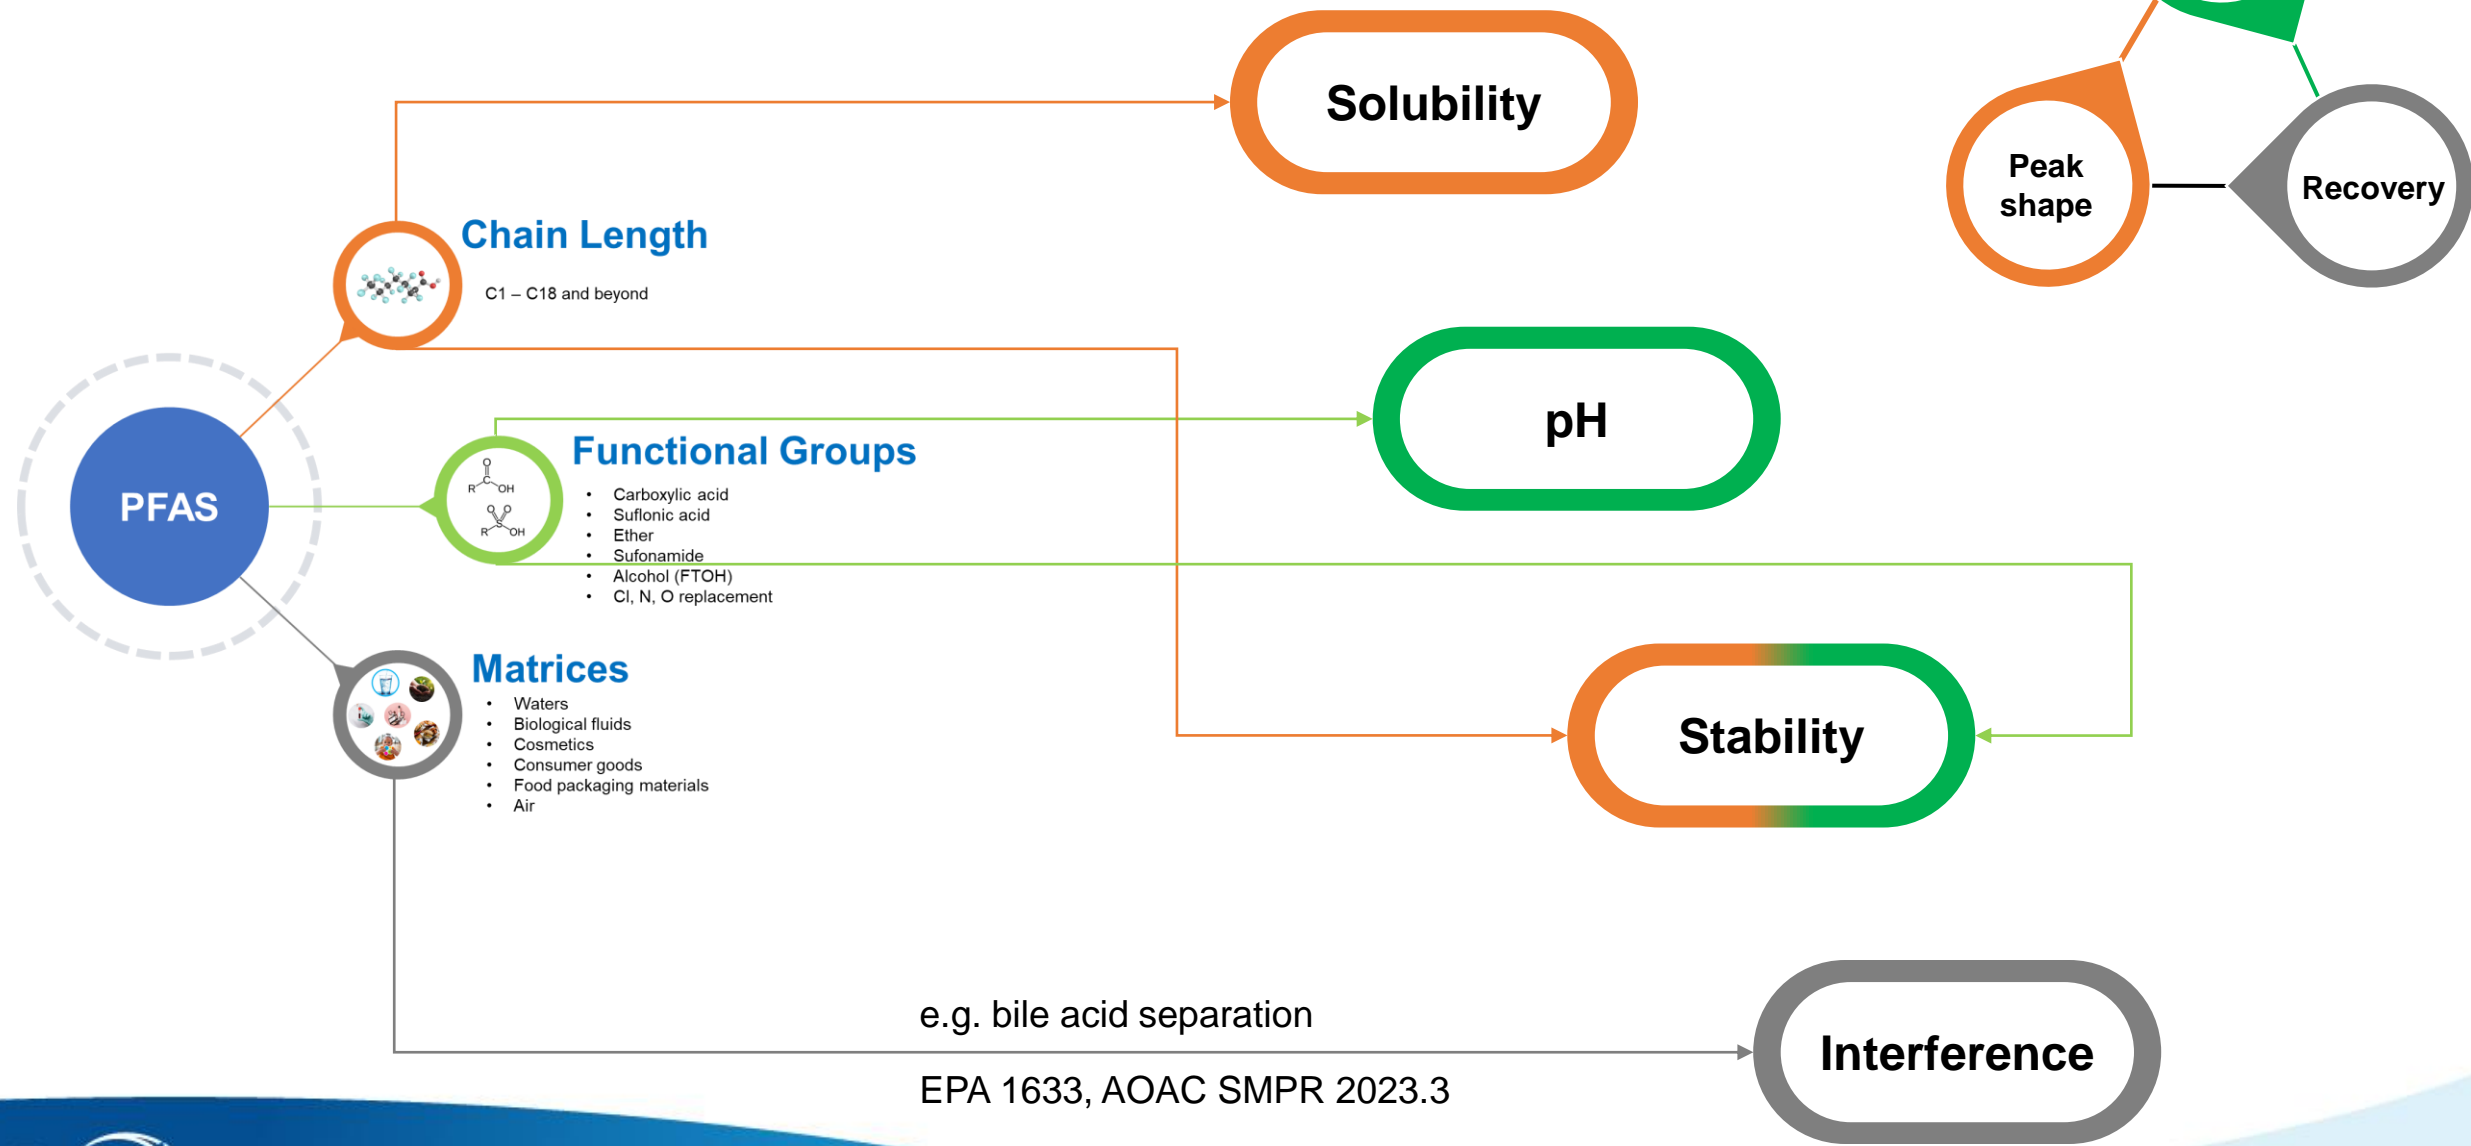 Solubility
Peak
shape
Recovery
Chain Length
C1 – C18 and beyond
pH
PFAS
Functional Groups
• Carboxylic acid
• Suflonic acid
• Ether
• Sufonamide
• Alcohol (FTOH)
• Cl, N, O replacement
O
R C OH
O O
R S OH
Stability
Matrices
• Waters
• Biological fluids
• Cosmetics
• Consumer goods
• Food packaging materials
• Air
e.g. bile acid separation
Interference
EPA 1633, AOAC SMPR 2023.3